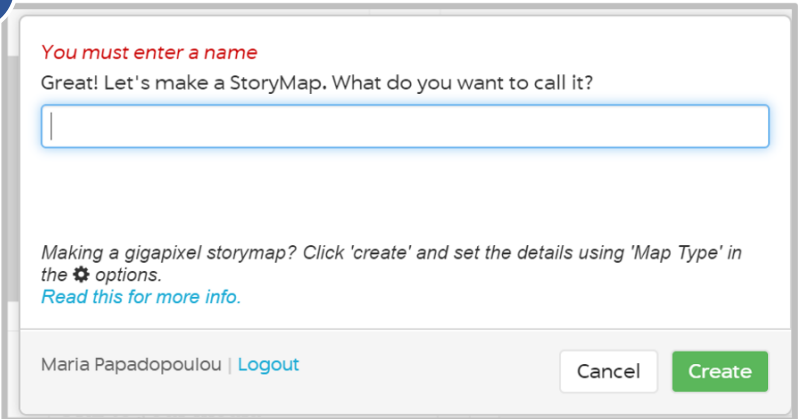 You must enter a name
Great! Let's make a StoryMap. What do you want to call it?
Making a gigapixel storymap? Click 'create' and set the details using 'Map Type' in
the options.
Read this for more info.
Maria Papadopoulou | Logout
Cancel
Create